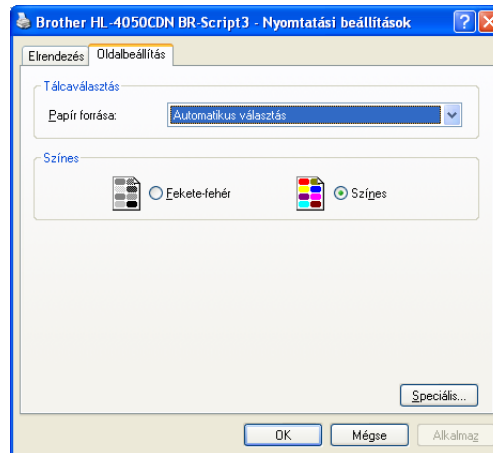 Brother HL-4050CDN BR-Script3 - Nyomtatási beállítások
Elrendezés Oldalbeállítás
Tálcaválasztás
Papír forrása: Automatikus választás
Színes
Fekete-fehér Színes
Speciális...
OK Mégse Alkalmaz